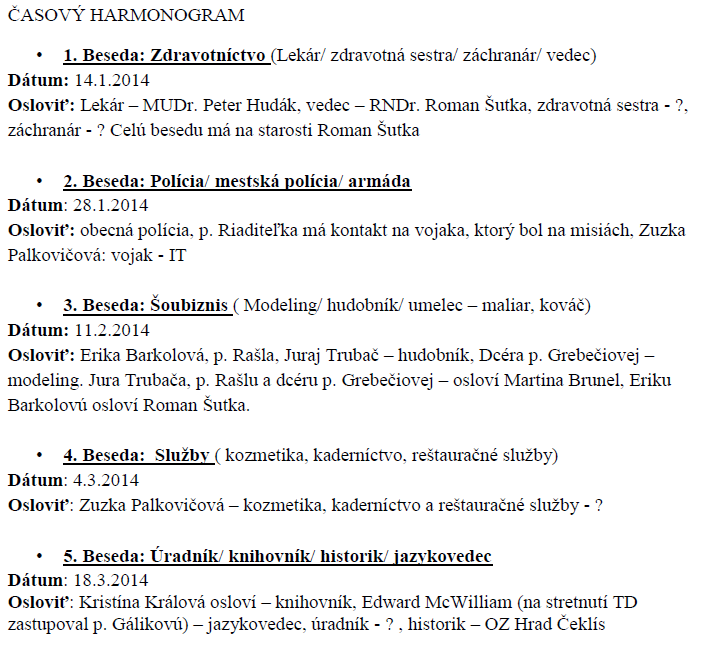 ČASOVÝ HARMONOGRAM
• 1. Beseda: Zdravotníctvo (Lekár/ zdravotná sestra/ záchranár/ vedec)
Dátum: 14.1.2014
Osloviť: Lekár – MUDr. Peter Hudák, vedec – RNDr. Roman Šutka, zdravotná sestra - ?,
záchranár - ? Celú besedu má na starosti Roman Šutka
• 2. Beseda: Polícia/ mestská polícia/ armáda
Dátum: 28.1.2014
Osloviť: obecná polícia, p. Riaditeľka má kontakt na vojaka, ktorý bol na misiách, Zuzka
Palkovičová: vojak - IT
• 3. Beseda: Šoubiznis ( Modeling/ hudobník/ umelec – maliar, kováč)
Dátum: 11.2.2014
Osloviť: Erika Barkolová, p. Rašla, Juraj Trubač – hudobník, Dcéra p. Grebečiovej –
modeling. Jura Trubača, p. Rašlu a dcéru p. Grebečiovej – osloví Martina Brunel, Eriku
Barkolovú osloví Roman Šutka.
• 4. Beseda: Služby ( kozmetika, kaderníctvo, reštauračné služby)
Dátum: 4.3.2014
Osloviť: Zuzka Palkovičová – kozmetika, kaderníctvo a reštauračné služby - ?
• 5. Beseda: Úradník/ knihovník/ historik/ jazykovedec
Dátum: 18.3.2014
Osloviť: Kristína Králová osloví – knihovník, Edward McWilliam (na stretnutí TD
zastupoval p. Gálikovú) – jazykovedec, úradník - ? , historik – OZ Hrad Čeklís